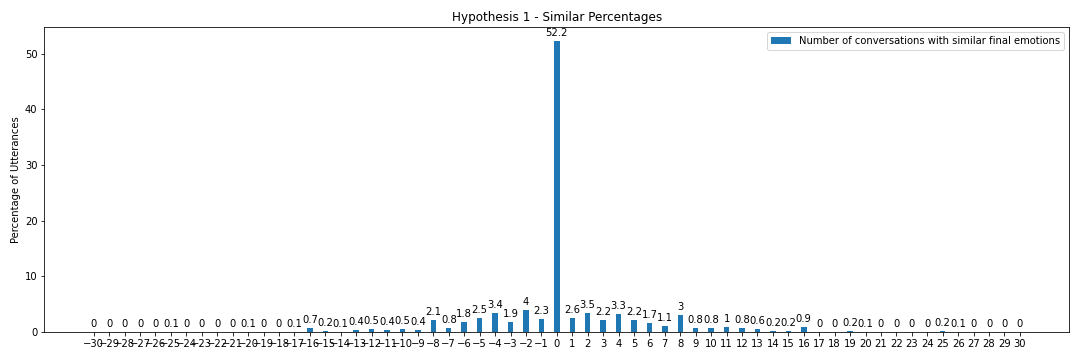 Hypothesis 1 - Similar Percentages
Number of conversations with similar final emotions
Percentage of Utterances
50
40
30
20
10
0
0 0 0 0 0 0.1 0 0 0 0 0.1 0 0 0.1 0.7 0.2 0.1 0.4 0.5 0.4 0.5 0.4 2.1 0.8 1.8 2.5 3.4 1.9 4 2.3 52.2 2.6 3.5 2.2 3.3 2.2 1.7 1.1 3 0.8 0.8 1 0.8 0.6 0.2 0.2 0.9 0 0 0.2 0.1 0 0 0 0 0.2 0.1 0 0 0 0
−30 −29 −28 −27 −26 −25 −24 −23 −22 −21 −20 −19 −18 −17 −16 −15 −14 −13 −12 −11 −10 −9 −8 −7 −6 −5 −4 −3 −2 −1 0 1 2 3 4 5 6 7 8 9 10 11 12 13 14 15 16 17 18 19 20 21 22 23 24 25 26 27 28 29 30